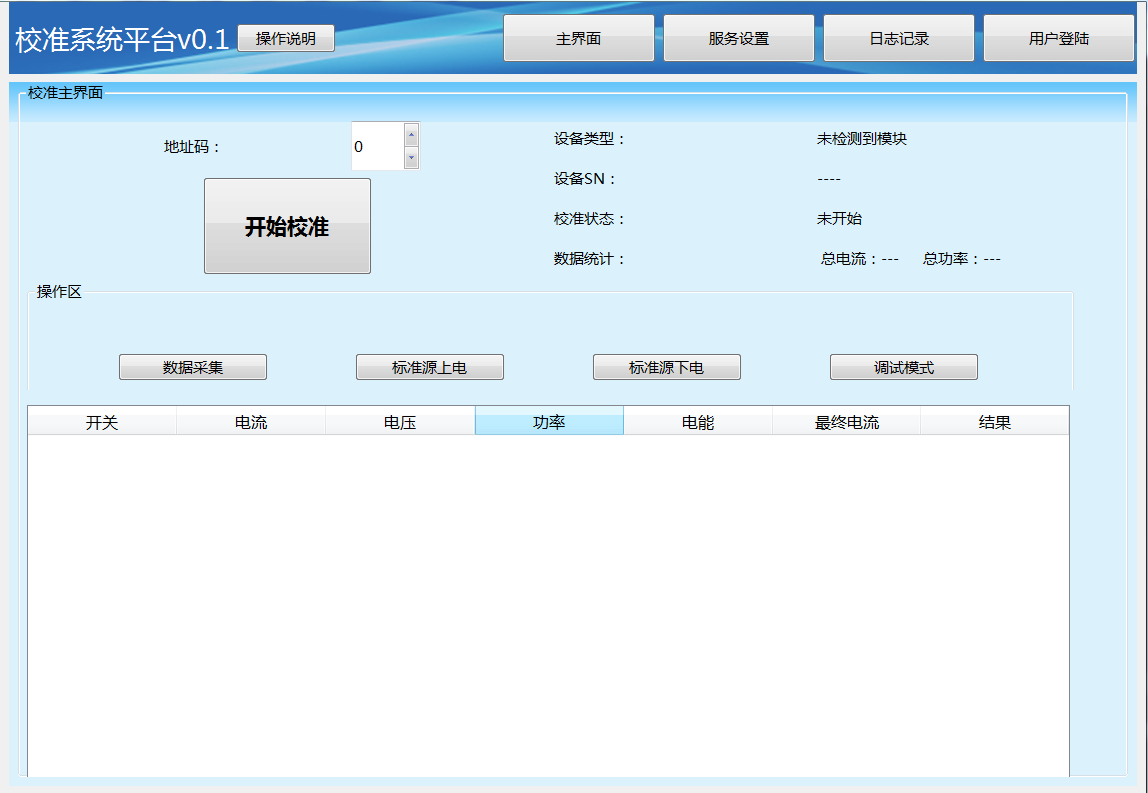 校准系统平台v0.1 操作说明 主界面 服务设置 日志记录 用户登陆
校准主界面
地址码： 0
开始校准
设备类型： 未检测到模块
设备SN： ----
校准状态： 未开始
数据统计： 总电流：--- 总功率：---
操作区
数据采集 标准源上电 标准源下电 调试模式
开关 电流 电压 功率 电能 最终电流 结果